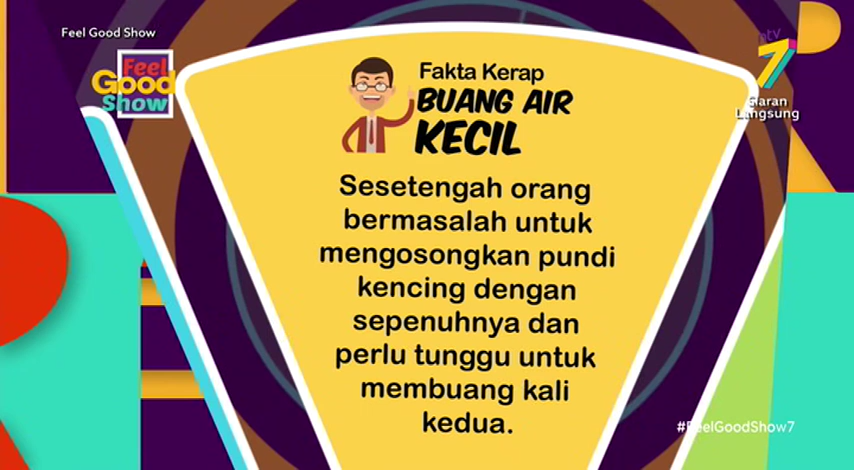 Feel Good Show
Feel
Good
Show
ntv
7
Siaran
Langsung
Fakta Kerap
BUANG AIR
KECIL
Sesetengah orang
bermasalah untuk
mengosongkan pundi
kencing dengan
sepenuhnya dan
perlu tunggu untuk
membuang kali
kedua.
#FeelGoodShow7